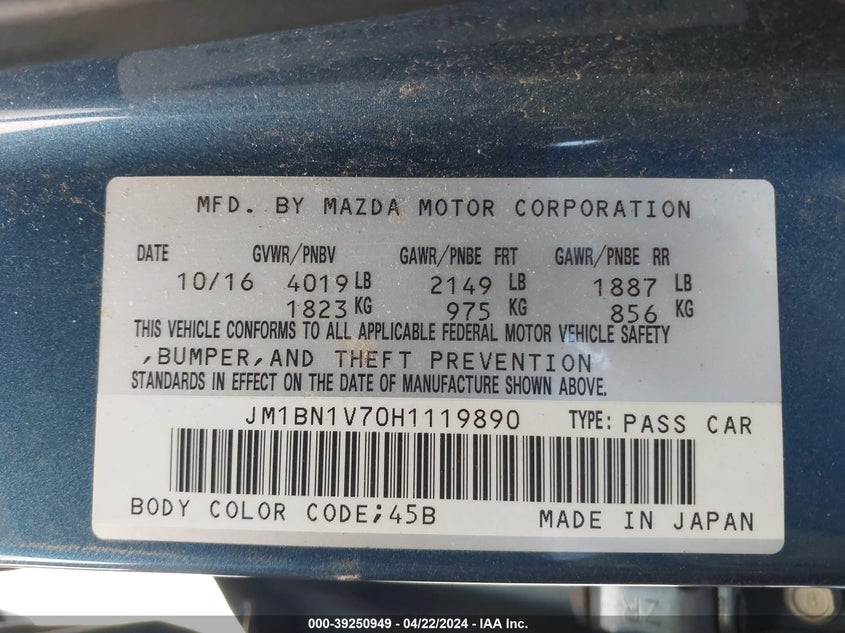 MFD. BY MAZDA MOTOR CORPORATION
DATE GVWR/PNBV GAWR/PNBE FRT GAWR/PNBE RR
10/16 4019 LB 2149 LB 1887 LB
1823 KG 975 KG 856 KG
THIS VEHICLE CONFORMS TO ALL APPLICABLE FEDERAL MOTOR VEHICLE SAFETY
,BUMPER,AND THEFT PREVENTION
STANDARDS IN EFFECT ON THE DATE OF MANUFACTURE SHOWN ABOVE.
JM1BN1V70H1119890 TYPE: PASS CAR
BODY COLOR CODE;45B MADE IN JAPAN
000-39250949 - 04/22/2024 - IAA Inc.